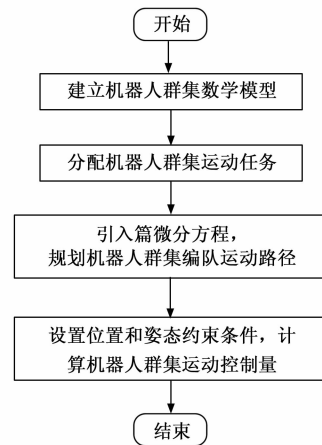 开始
建立机器人群集数学模型
分配机器人群集运动任务
引入篇微分方程，
规划机器人群集编队运动路径
设置位置和姿态约束条件，计
算机器人群集运动控制量
结束